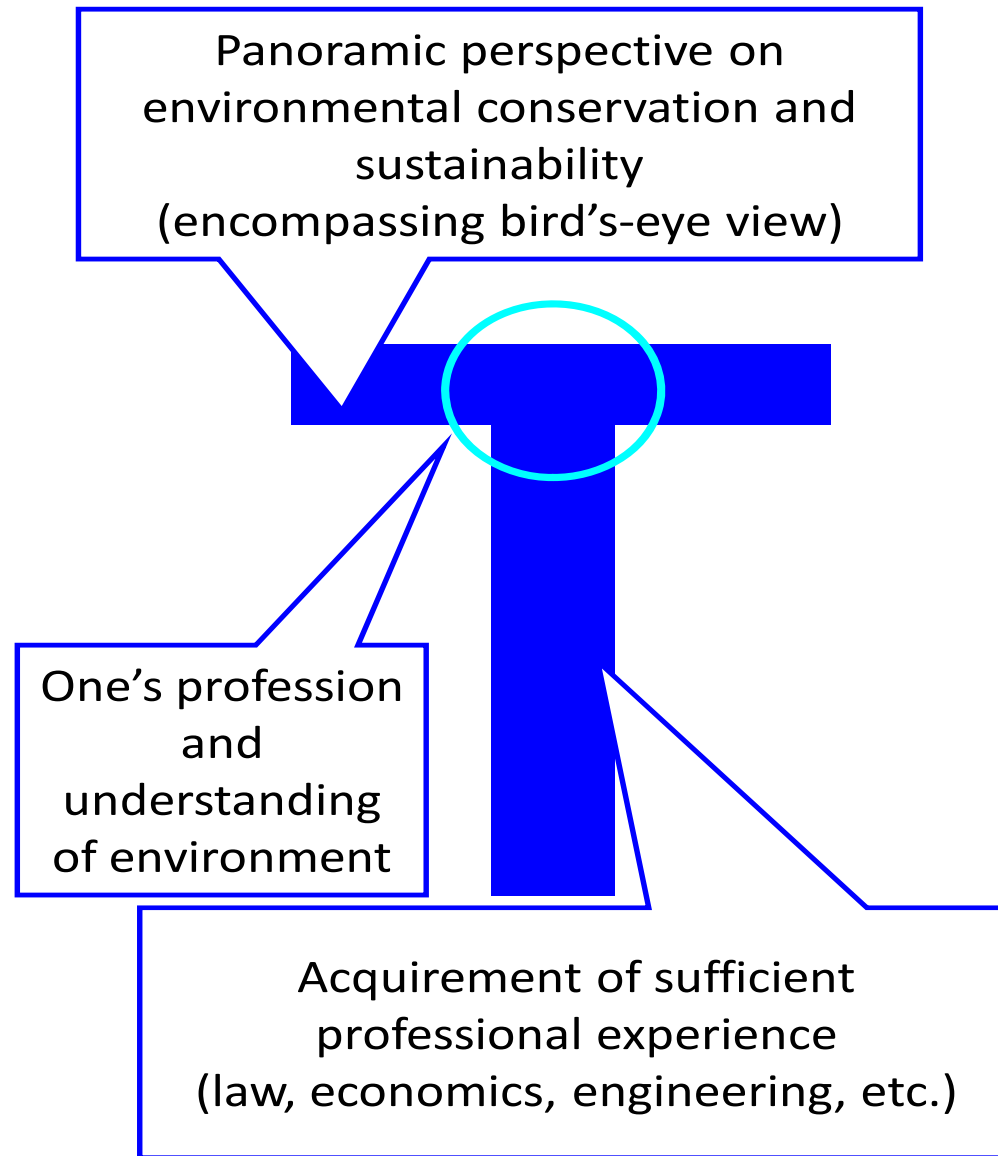 Panoramic perspective on
environmental conservation and
sustainability
(encompassing bird’s-eye view)
One’s profession
and
understanding
of environment
Acquirement of sufficient
professional experience
(law, economics, engineering, etc.)